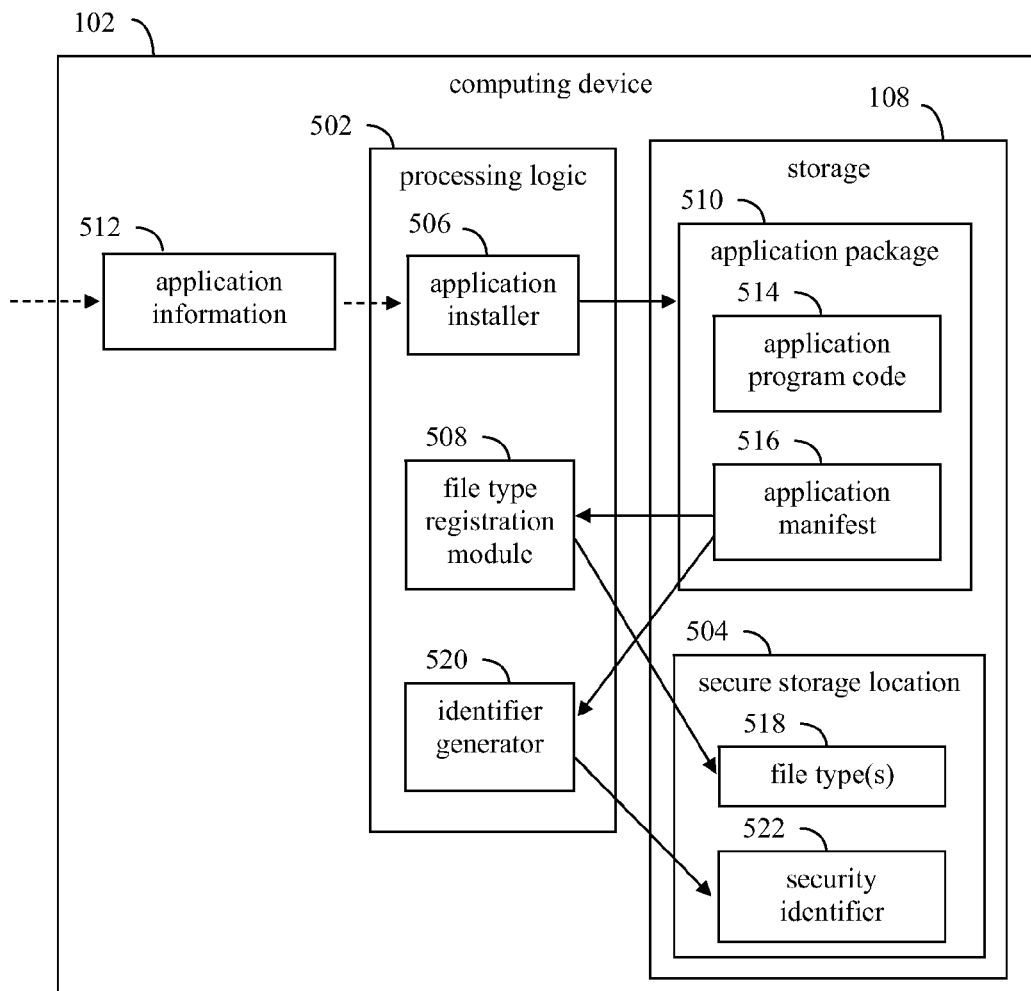 102
computing device
108
502
processing logic
storage
512
506
510
application
information
application
installer
application package
514
application
program code
508
516
file type
registration
module
application
manifest
504
520
secure storage location
identifier
generator
518
file type(s)
522
security
identifier